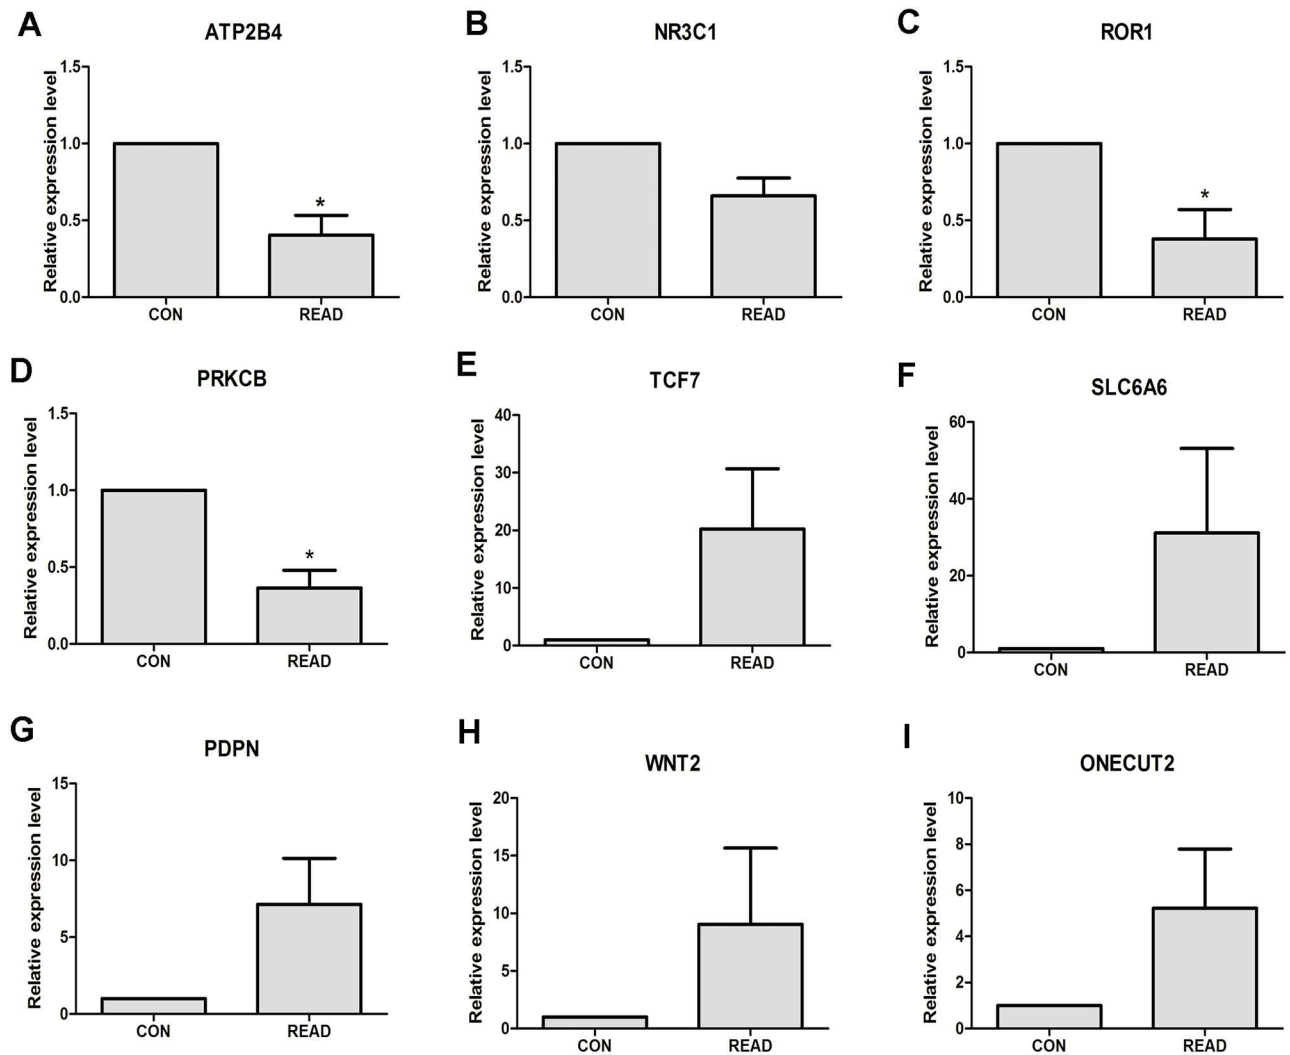 A
ATP2B4
Relative expression level
1.5
1.0
0.5
0.0
*
CON
READ
B
NR3C1
Relative expression level
1.5
1.0
0.5
0.0
CON
READ
C
ROR1
Relative expression level
1.5
1.0
0.5
0.0
*
CON
READ
D
PRKCB
Relative expression level
1.5
1.0
0.5
0.0
*
CON
READ
E
TCF7
Relative expression level
40
30
20
10
0
CON
READ
F
SLC6A6
Relative expression level
60
40
20
0
CON
READ
G
PDPN
Relative expression level
15
10
5
0
CON
READ
H
WNT2
Relative expression level
20
15
10
5
0
CON
READ
I
ONECUT2
Relative expression level
10
8
6
4
2
0
CON
READ